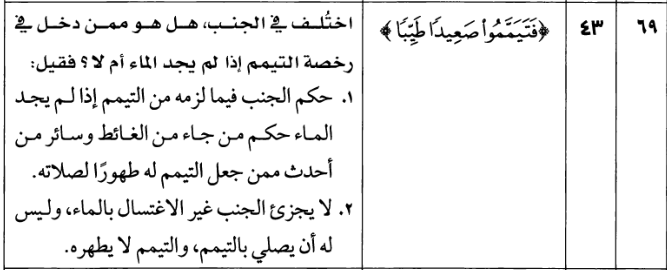 ٦٩
٤٣
﴿فَتَيَمَّمُوا۟ صَعِيدًا طَيِّبًا﴾
اختُلف في الجنب، هل هو ممن دخل في
رخصة التيمم إذا لم يجد الماء أم لا؟ فقيل:
١. حكم الجنب فيما لزمه من التيمم إذا لم يجد
الماء حكم من جاء من الغائط وسائر من
أحدث ممن جعل التيمم له طهورًا لصلاته.
٢. لا يجزئ الجنب غير الاغتسال بالماء، وليس
له أن يصلي بالتيمم، والتيمم لا يطهره.